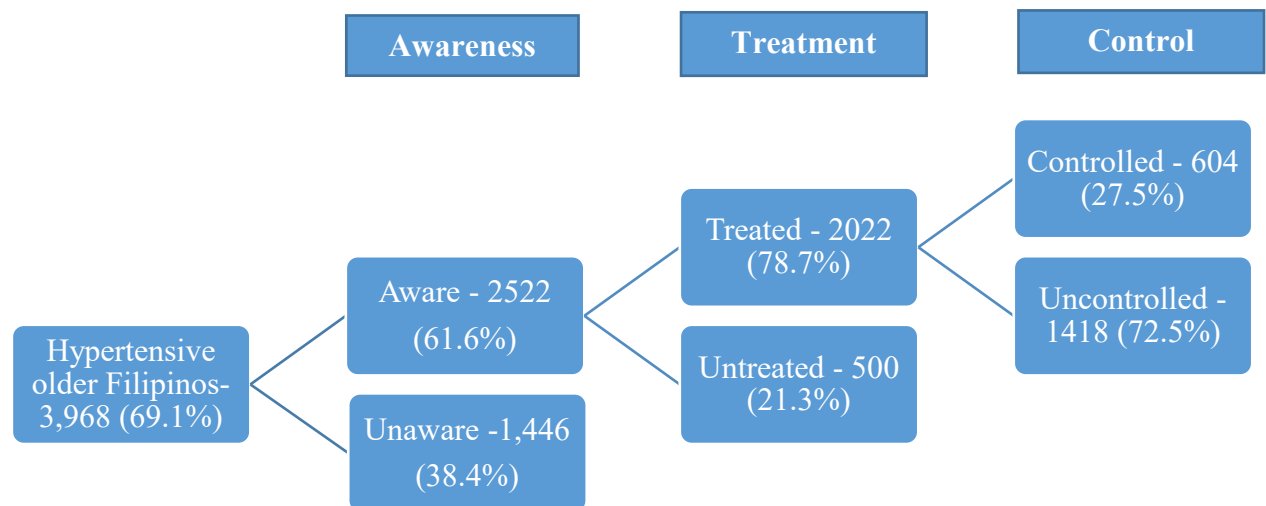 Awareness
Treatment
Control
Hypertensive
older Filipinos-
3,968 (69.1%)
Aware - 2522
(61.6%)
Unaware -1,446
(38.4%)
Treated - 2022
(78.7%)
Untreated - 500
(21.3%)
Controlled - 604
(27.5%)
Uncontrolled -
1418 (72.5%)